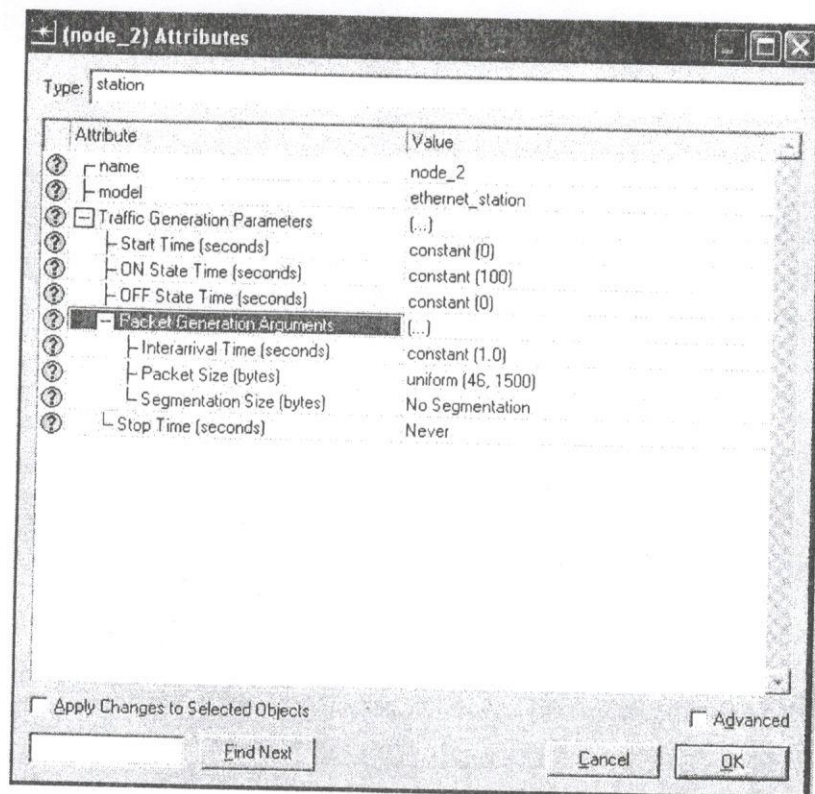 (node_2) Attributes
Type: station
Attribute Value
name node_2
model ethernet_station
Traffic Generation Parameters (...)
Start Time (seconds) constant (0)
ON State Time (seconds) constant (100)
OFF State Time (seconds) constant (0)
Packet Generation Arguments (...)
Interarrival Time (seconds) constant (1.0)
Packet Size (bytes) uniform (46, 1500)
Segmentation Size (bytes) No Segmentation
Stop Time (seconds) Never
Apply Changes to Selected Objects
Advanced
Find Next Cancel OK